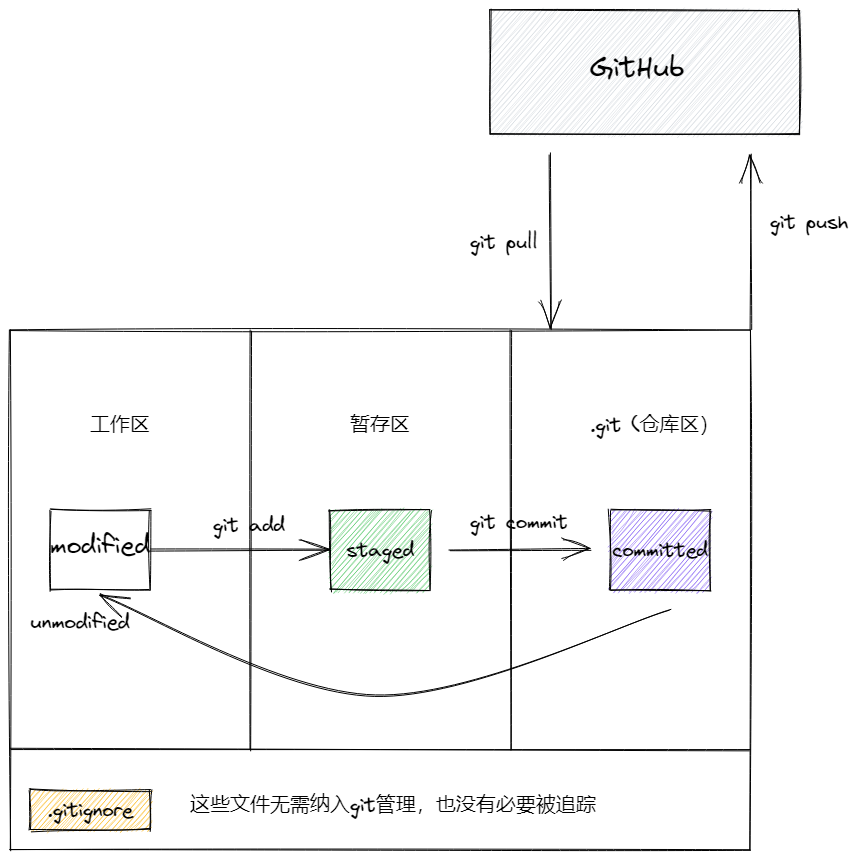 GitHub
git push
git pull
工作区
暂存区
.git（仓库区）
git add
git commit
modified
staged
committed
unmodified
.gitignore
这些文件无需纳入git管理，也没有必要被追踪